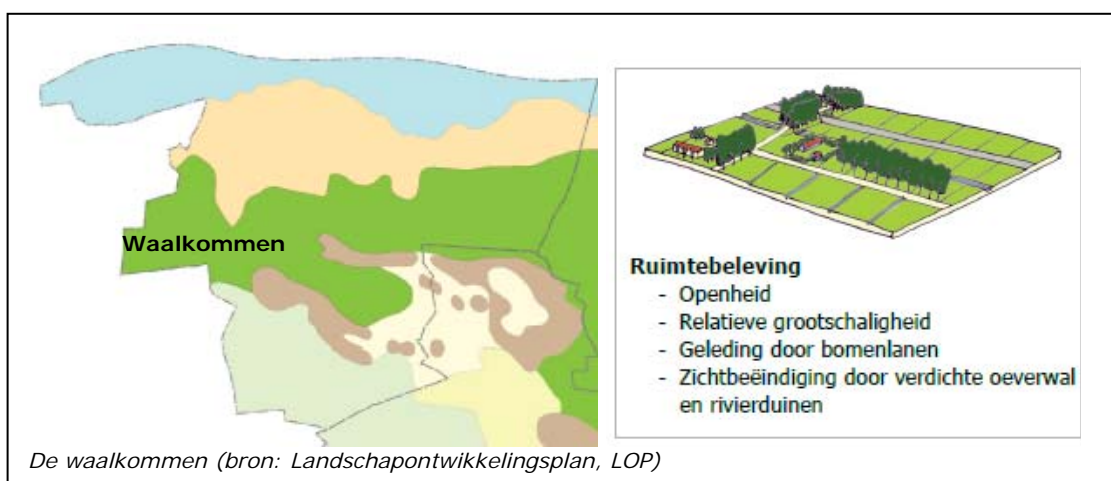 Waalkommen
Ruimtebeleving
- Openheid
- Relatieve grootschaligheid
- Geleding door bomenlanen
- Zichtbeëindiging door verdichte oeverwal
en rivierduinen
De waalkommen (bron: Landschapontwikkelingsplan, LOP)